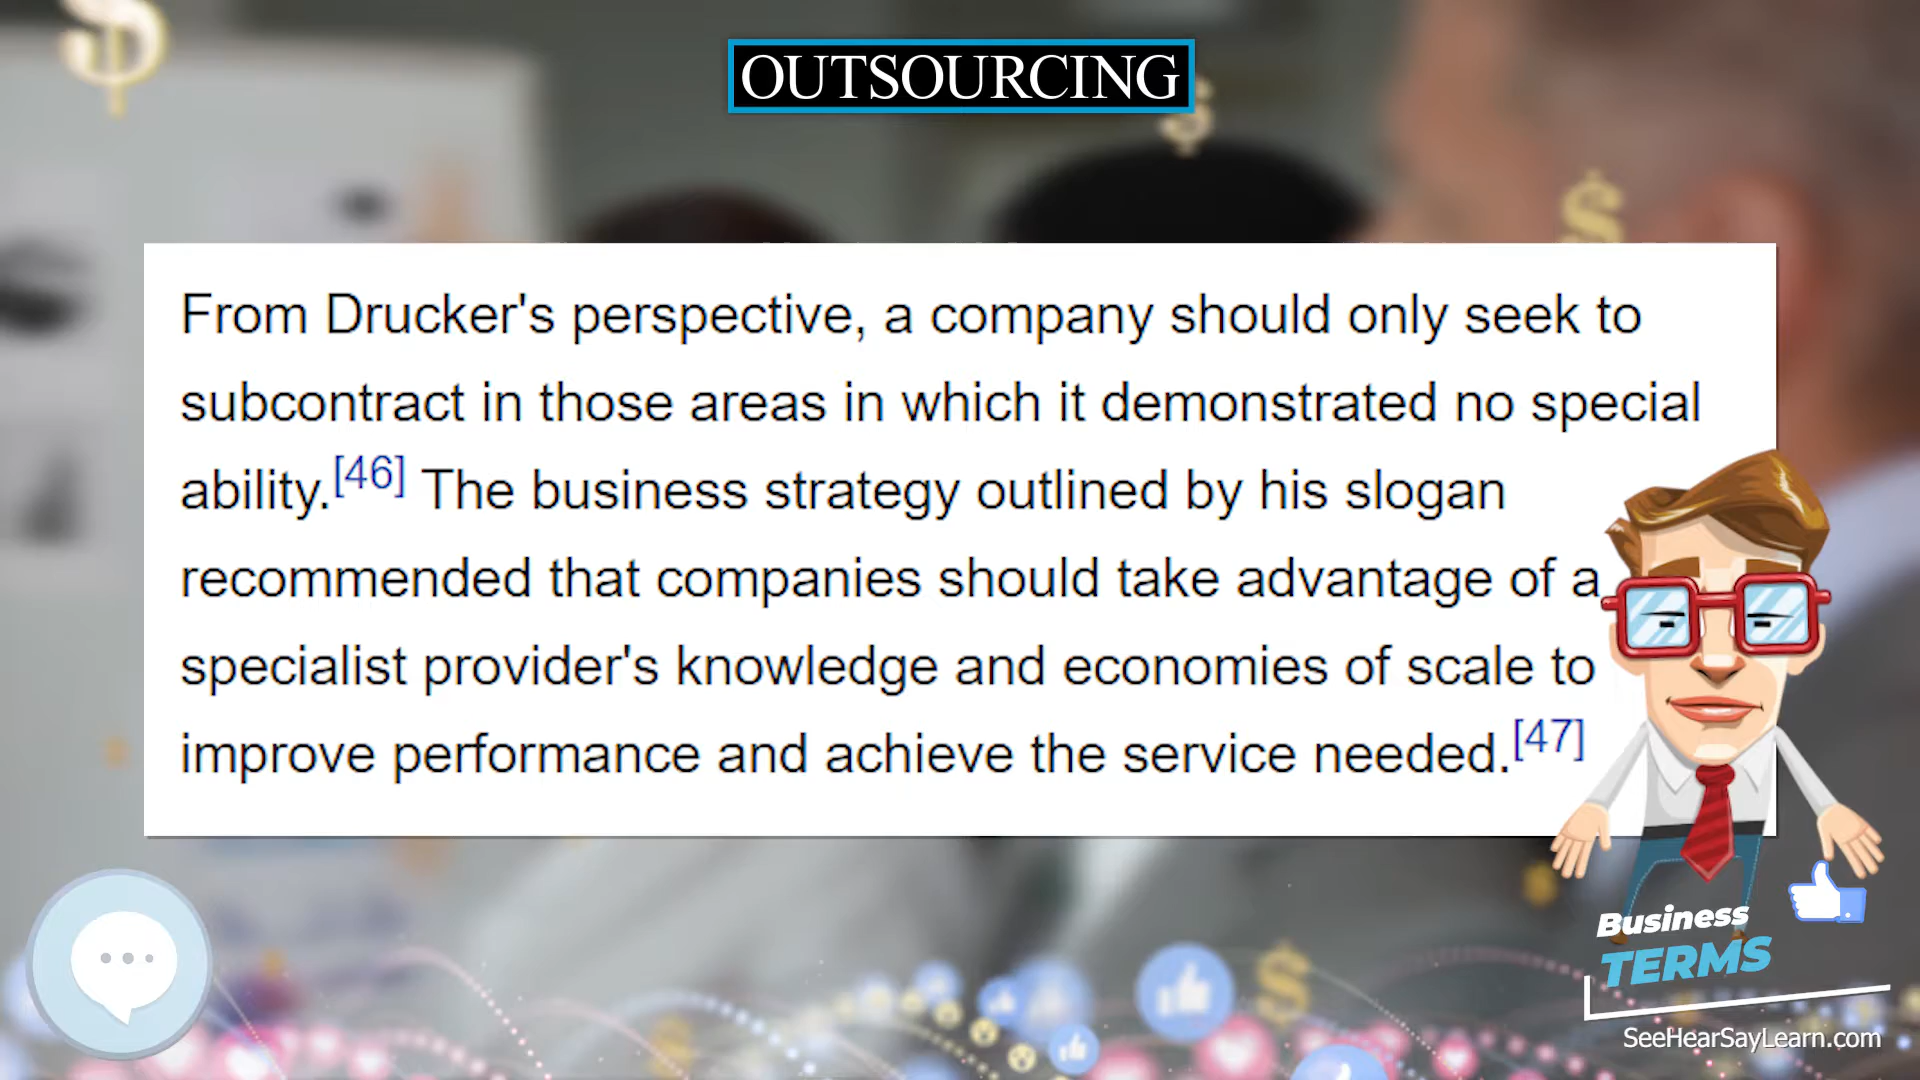 OUTSOURCING
From Drucker's perspective, a company should only seek to
subcontract in those areas in which it demonstrated no special
ability.[46] The business strategy outlined by his slogan
recommended that companies should take advantage of a
specialist provider's knowledge and economies of scale to
improve performance and achieve the service needed.[47]
Business
TERMS
SeeHearSayLearn.com